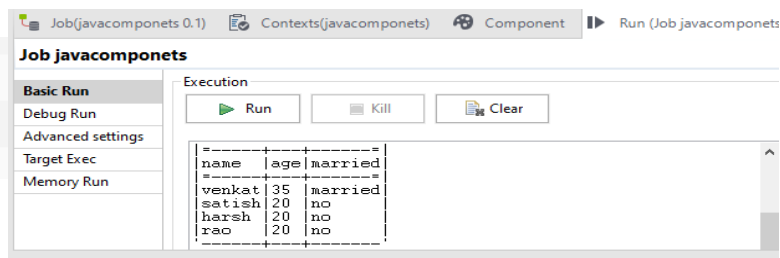 Job(javacomponets 0.1) Contexts(javacomponets) Component Run (Job javacomponets
Job javacomponets
Basic Run
Debug Run
Advanced settings
Target Exec
Memory Run
Execution
Run Kill Clear
|=------+---+-------=|
|name |age|married|
|=------+---+-------=|
|venkat|35 |married|
|satish|20 |no |
|harsh |20 |no |
|rao |20 |no |
'------+---+-------'